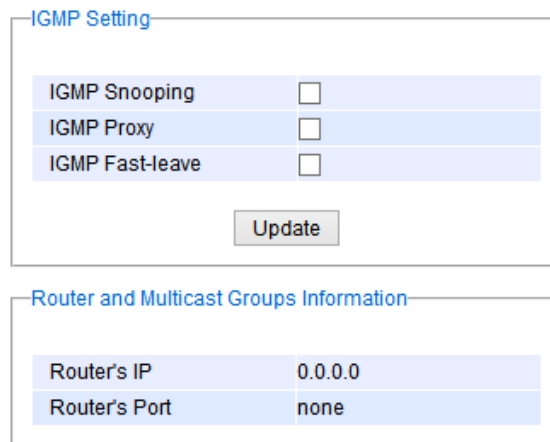 IGMP Setting
IGMP Snooping
IGMP Proxy
IGMP Fast-leave
Update
Router and Multicast Groups Information
Router's IP 0.0.0.0
Router's Port none